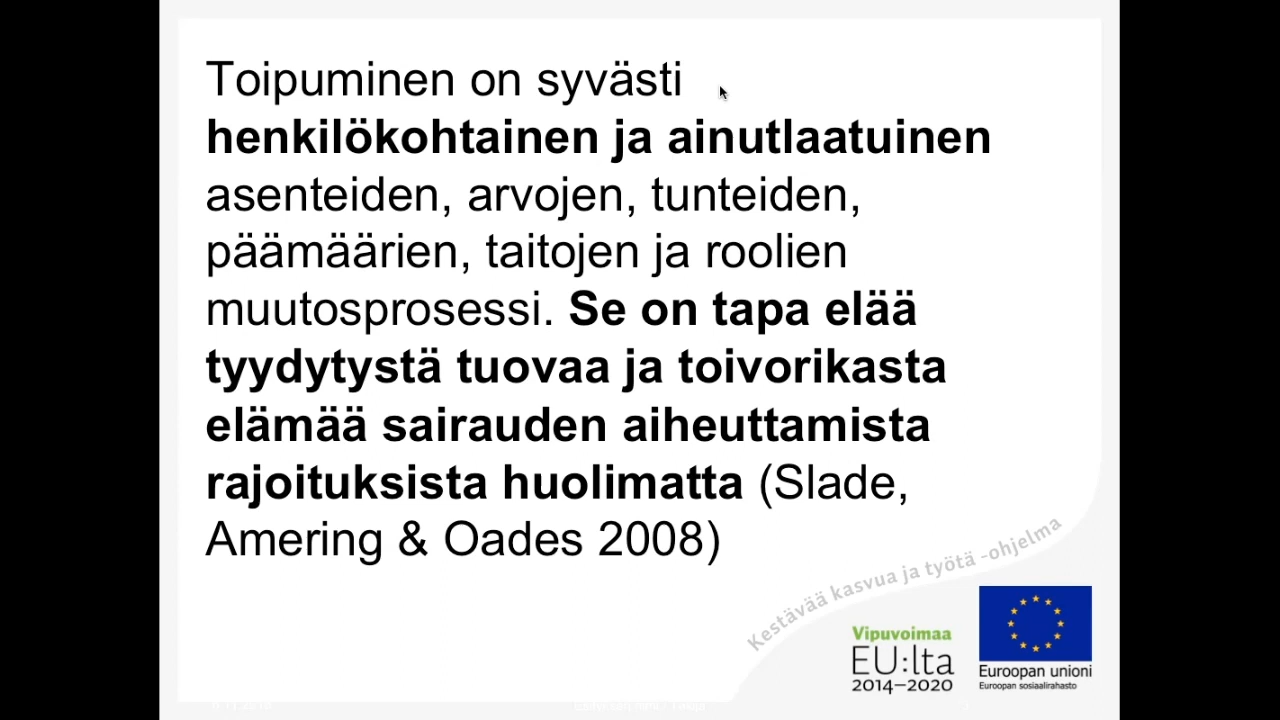 Toipuminen on syvästi
henkilökohtainen ja ainutlaatuinen
asenteiden, arvojen, tunteiden,
päämäärien, taitojen ja roolien
muutosprosessi. Se on tapa elää
tyydytystä tuovaa ja toivorikasta
elämää sairauden aiheuttamista
rajoituksista huolimatta (Slade,
Amering & Oades 2008)
Kestävää kasvua ja työtä -ohjelma
Vipuvoimaa
EU:lta
2014–2020
Euroopan unioni
Euroopan sosiaalirahasto